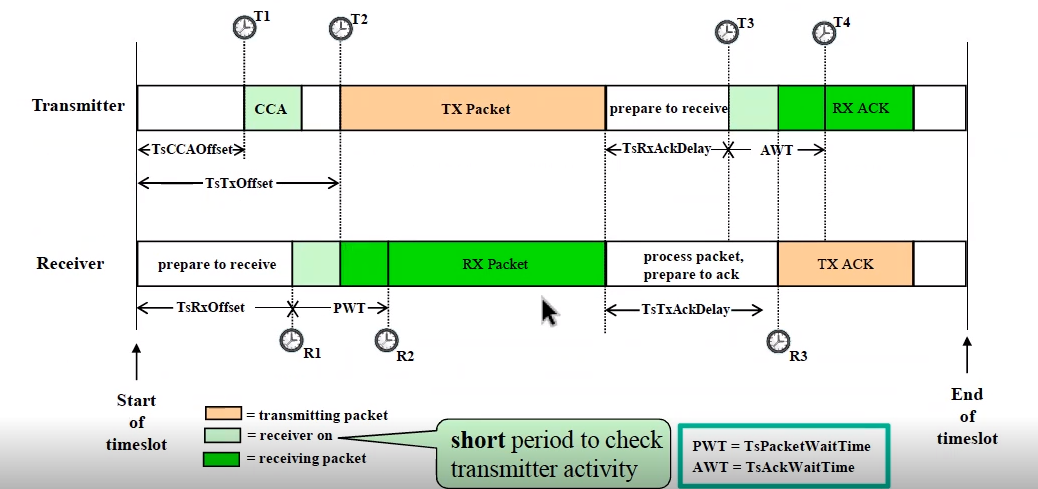 T1
T2
T3
T4
Transmitter
CCA
TX Packet
prepare to receive
RX ACK
TsCCAOffset
TsRxAckDelay
AWT
TsTxOffset
Receiver
prepare to receive
RX Packet
process packet,
prepare to ack
TX ACK
TsRxOffset
PWT
TsTxAckDelay
R1
R2
R3
Start
of
timeslot
End
of
timeslot
= transmitting packet
= receiver on
= receiving packet
short period to check
transmitter activity
PWT = TsPacketWaitTime
AWT = TsAckWaitTime